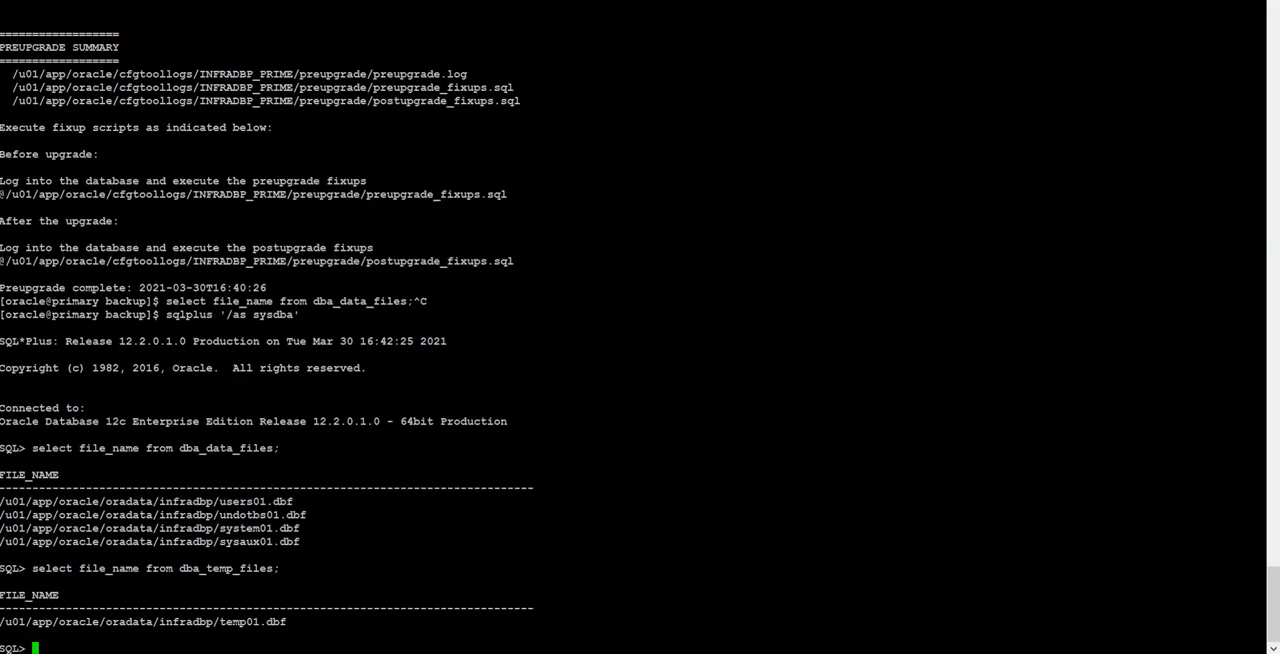 ==================
PREUPGRADE SUMMARY
==================
/u01/app/oracle/cfgtoollogs/INFRADBP_PRIME/preupgrade/preupgrade.log
/u01/app/oracle/cfgtoollogs/INFRADBP_PRIME/preupgrade/preupgrade_fixups.sql
/u01/app/oracle/cfgtoollogs/INFRADBP_PRIME/preupgrade/postupgrade_fixups.sql
Execute fixup scripts as indicated below:
Before upgrade:
Log into the database and execute the preupgrade fixups
@/u01/app/oracle/cfgtoollogs/INFRADBP_PRIME/preupgrade/preupgrade_fixups.sql
After the upgrade:
Log into the database and execute the postupgrade fixups
@/u01/app/oracle/cfgtoollogs/INFRADBP_PRIME/preupgrade/postupgrade_fixups.sql
Preupgrade complete: 2021-03-30T16:40:26
[oracle@primary backup]$ select file_name from dba_data_files;^C
[oracle@primary backup]$ sqlplus '/as sysdba'
SQL*Plus: Release 12.2.0.1.0 Production on Tue Mar 30 16:42:25 2021
Copyright (c) 1982, 2016, Oracle.  All rights reserved.
Connected to:
Oracle Database 12c Enterprise Edition Release 12.2.0.1.0 - 64bit Production
SQL> select file_name from dba_data_files;
FILE_NAME
--------------------------------------------------------------------------------
/u01/app/oracle/oradata/infradbp/users01.dbf
/u01/app/oracle/oradata/infradbp/undotbs01.dbf
/u01/app/oracle/oradata/infradbp/system01.dbf
/u01/app/oracle/oradata/infradbp/sysaux01.dbf
SQL> select file_name from dba_temp_files;
FILE_NAME
--------------------------------------------------------------------------------
/u01/app/oracle/oradata/infradbp/temp01.dbf
SQL>